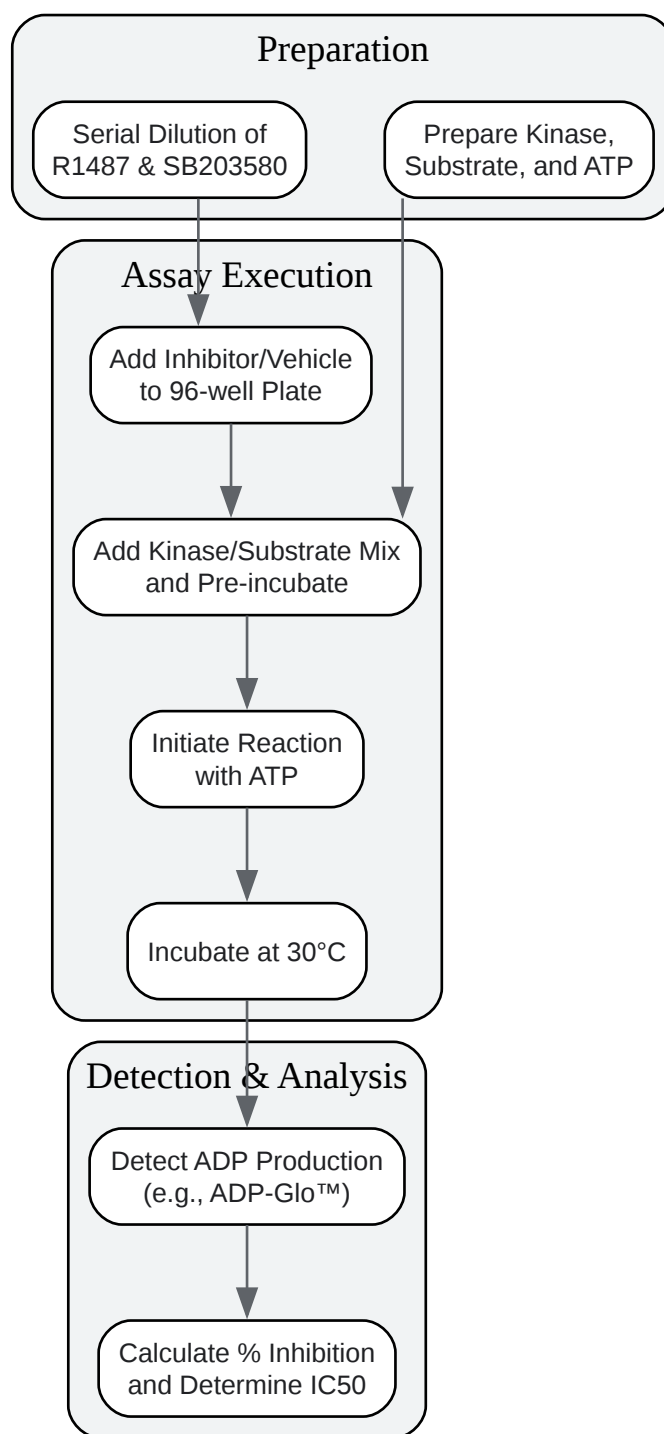 Preparation
Serial Dilution of
R1487 & SB203580
Prepare Kinase,
Substrate, and ATP
Assay Execution
Add Inhibitor/Vehicle
to 96-well Plate
Add Kinase/Substrate Mix
and Pre-incubate
Initiate Reaction
with ATP
Incubate at 30°C
Detection & Analysis
Detect ADP Production
(e.g., ADP-Glo™)
Calculate % Inhibition
and Determine IC50